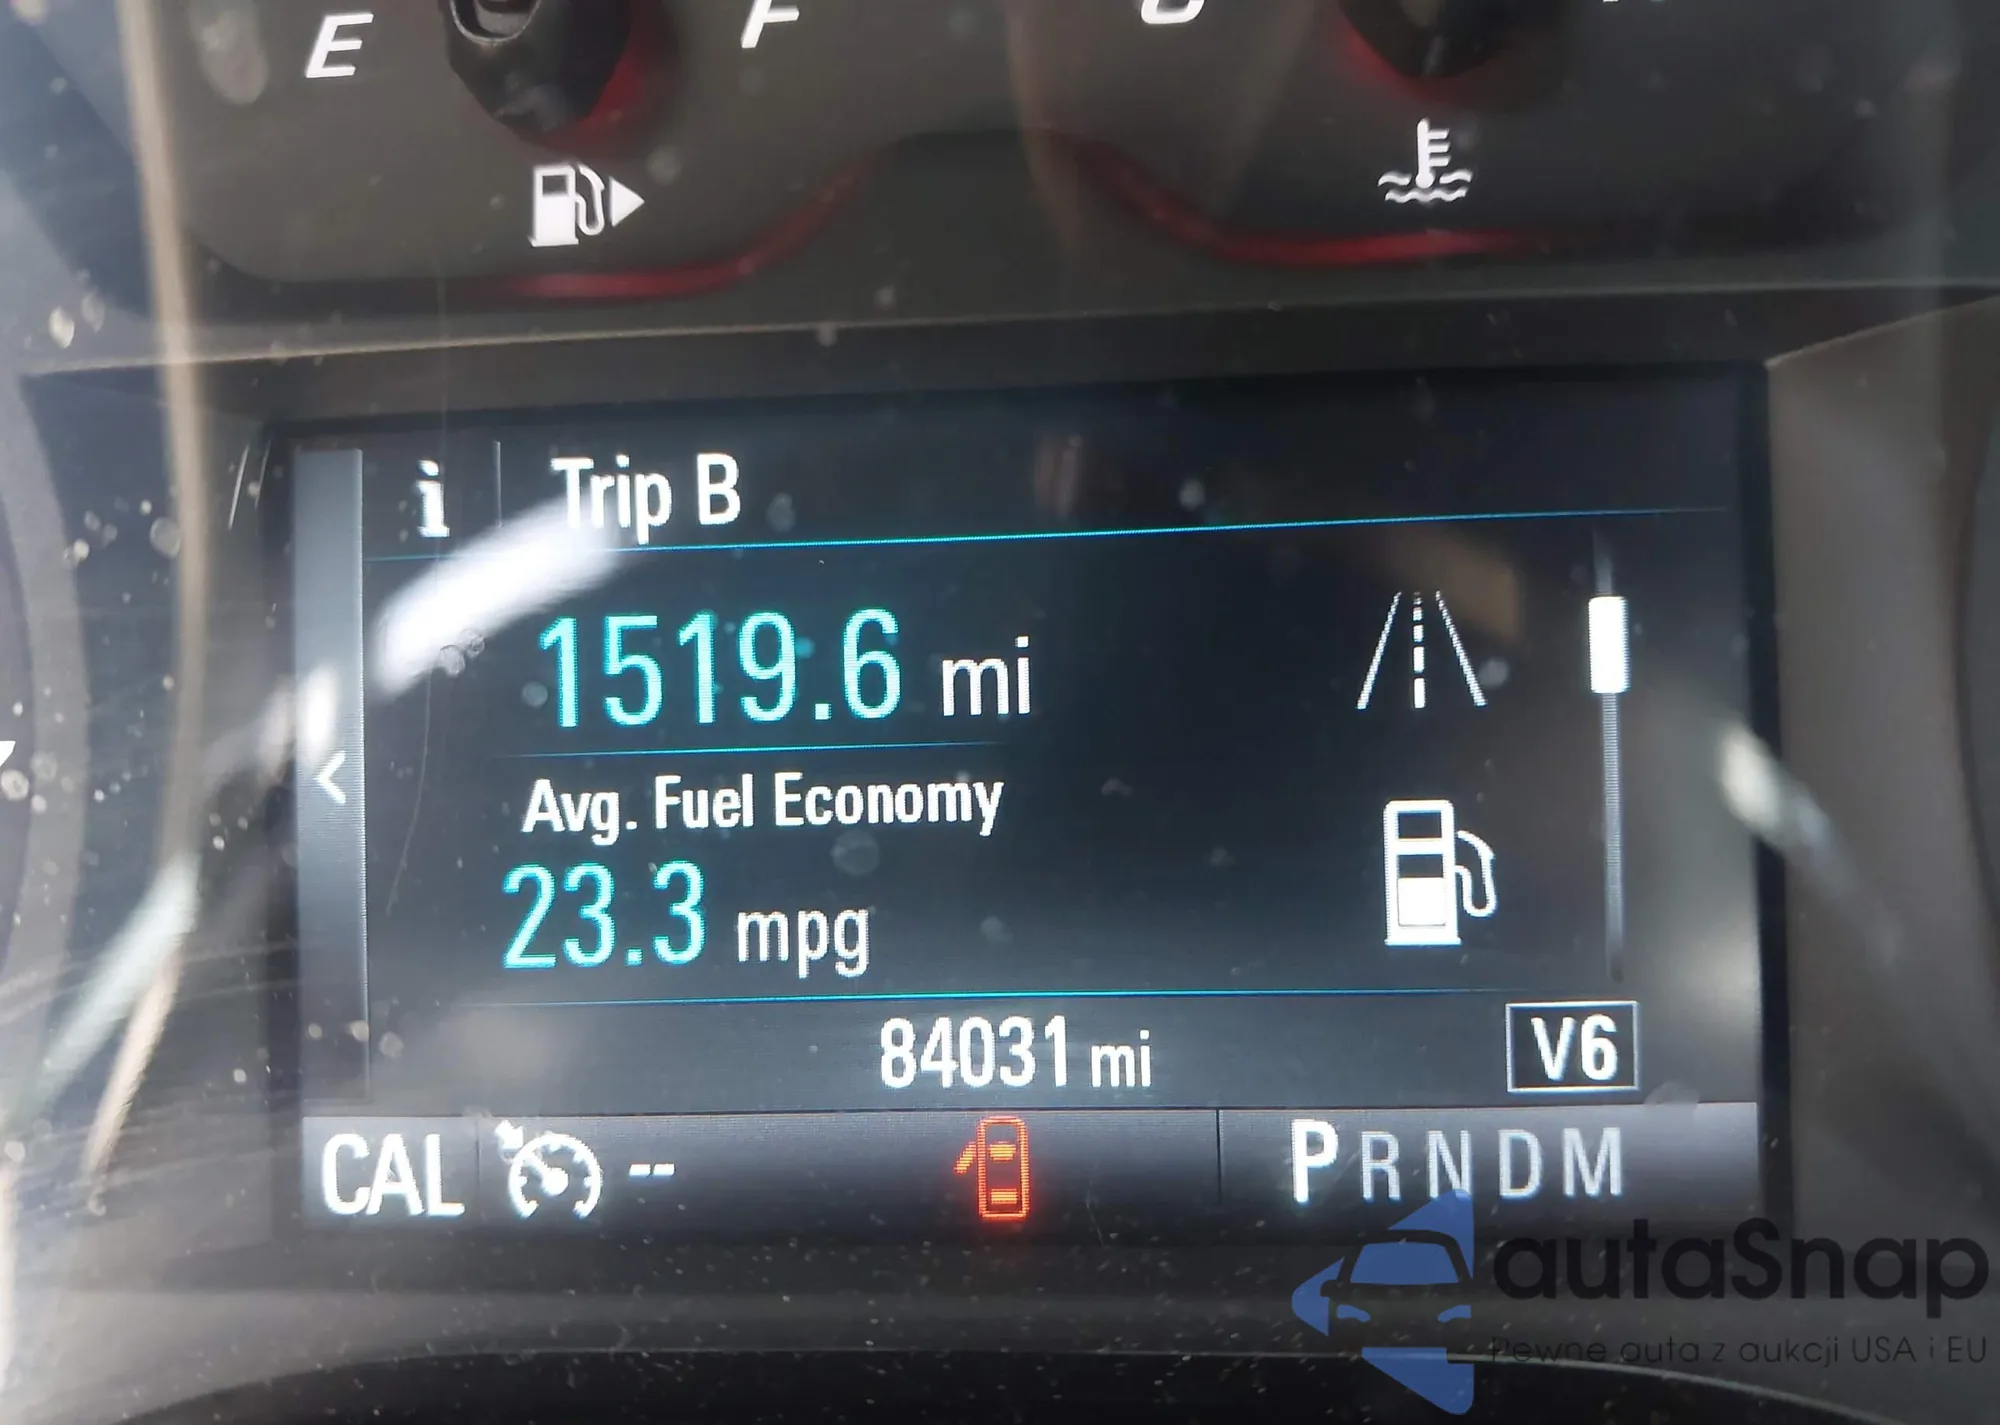 E F C
i Trip B
1519.6 mi
Avg. Fuel Economy
23.3 mpg
84031 mi V6
CAL -- P R N D M
autaSnap
Pewne auta z aukcji USA i EU